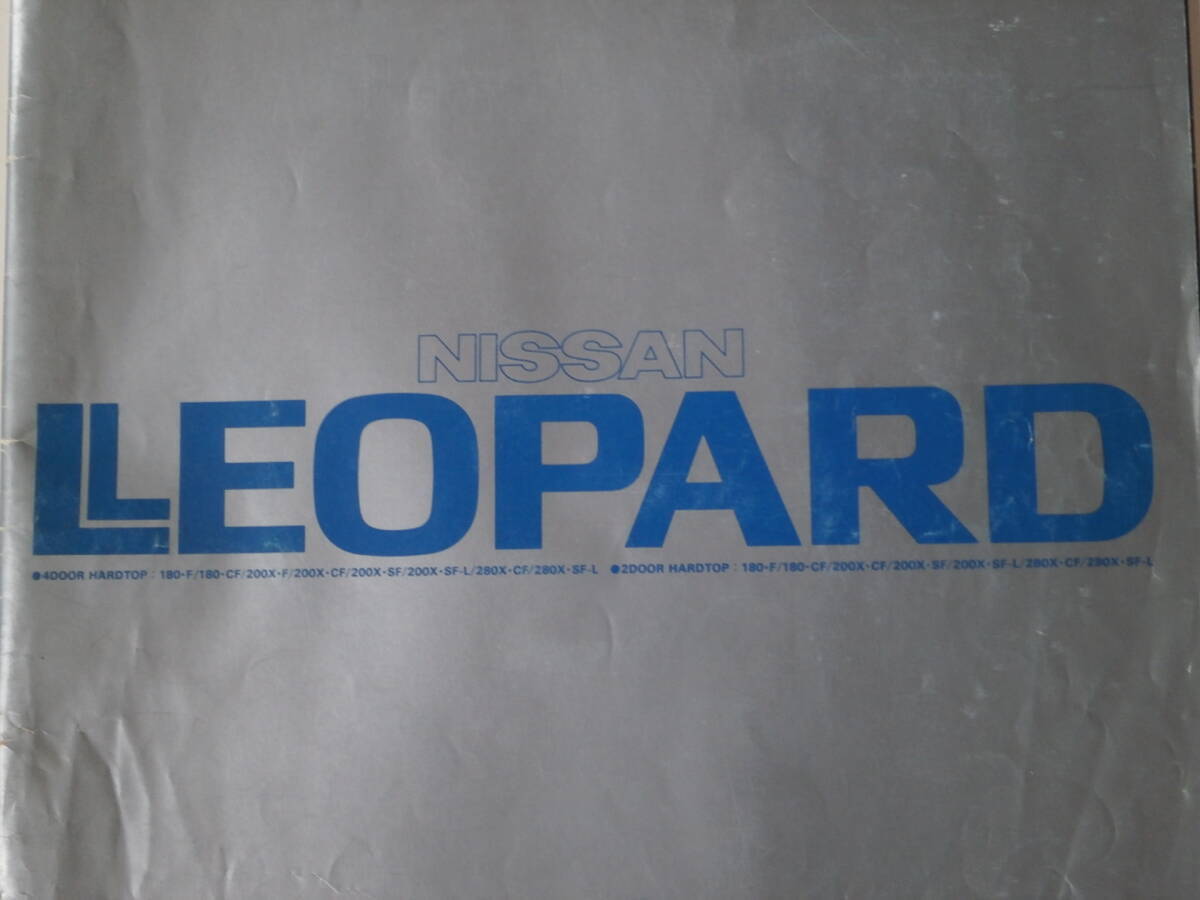 NISSAN
LEOPARD
●4DOOR HARDTOP : 180·F/180·CF/200X·F/200X·CF/200X·SF/200X·SF-L/280X·CF/280X·SF-L ●2DOOR HARDTOP : 180·F/180·CF/200X·CF/200X·SF/200X·SF-L/280X·CF/280X·SF-L